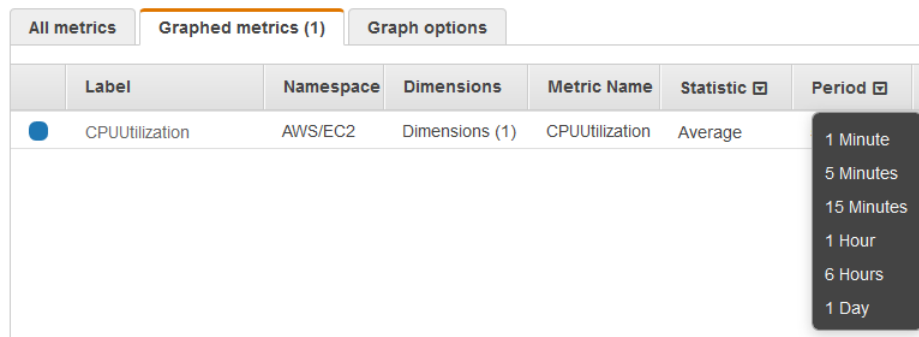 All metrics Graphed metrics (1) Graph options
Label Namespace Dimensions Metric Name Statistic Period
CPUUtilization AWS/EC2 Dimensions (1) CPUUtilization Average
1 Minute
5 Minutes
15 Minutes
1 Hour
6 Hours
1 Day